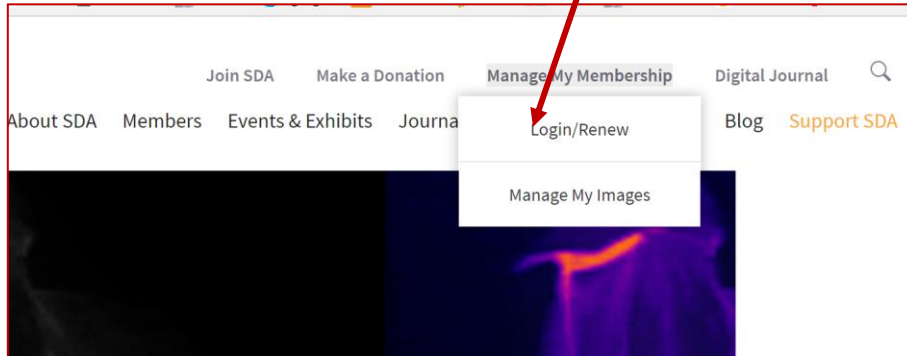 Join SDA Make a Donation Manage My Membership Digital Journal
About SDA Members Events & Exhibits Journa Blog Support SDA
Login/Renew
Manage My Images